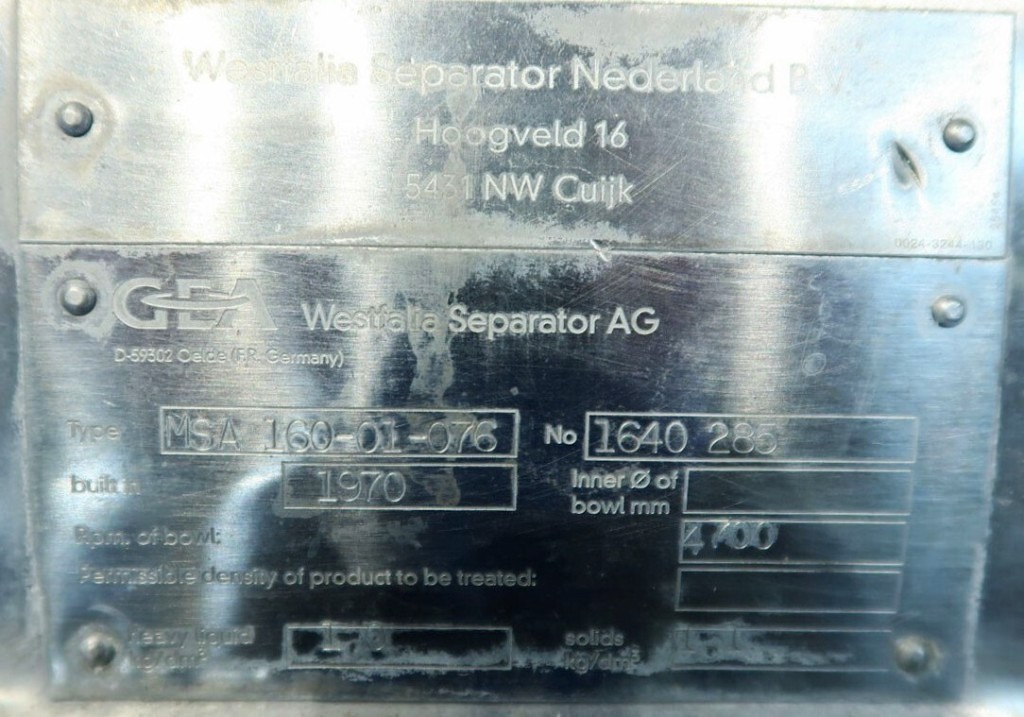 Westfalia Separator Nederland B.V.
Hoogveld 16
5431 NW Cuijk
0024-3244-130
GEA Westfalia Separator AG
D-59302 Oelde (F.R. Germany)
Type MSA 160-01-076 No 1640 285
built in 1970 Inner Ø of bowl mm
Rpm. of bowl: 4700
Permissible density of product to be treated:
Heavy liquid kg/dm³ solids kg/dm³